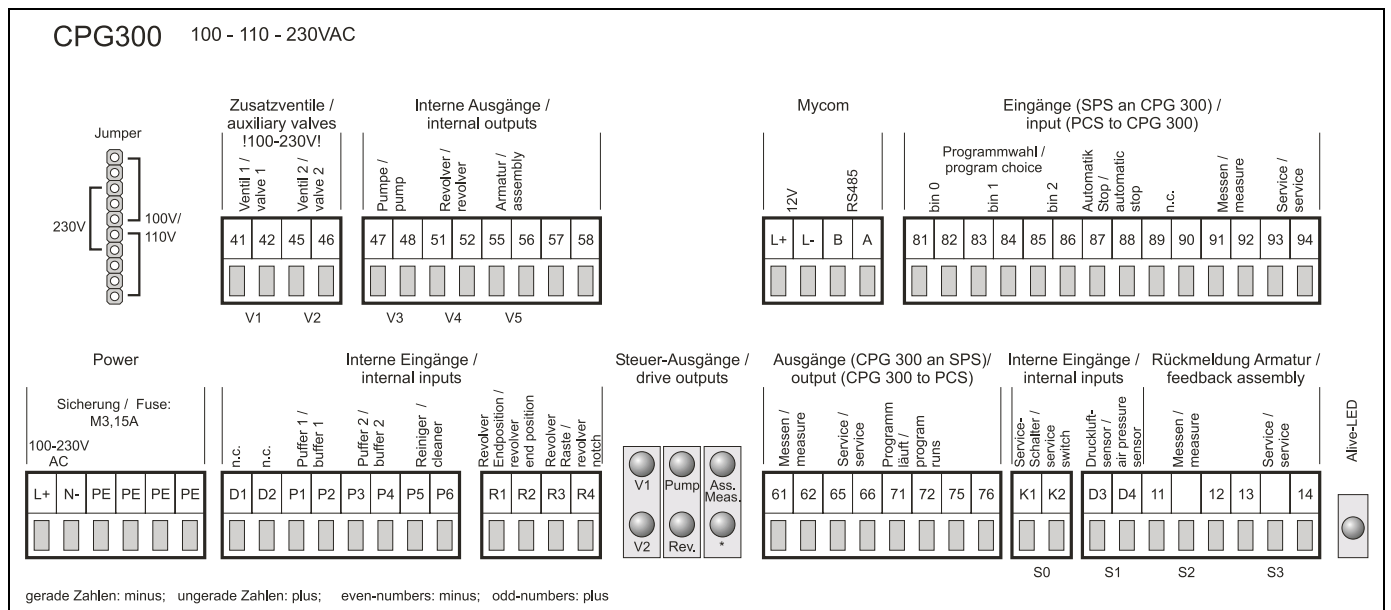 CPG300 100 - 110 - 230VAC
Jumper
230V
100V/
110V
Zusatzventile /
auxiliary valves
!100-230V!
Ventil 1 /
valve 1
Ventil 2 /
valve 2
41 42 45 46
V1 V2
Interne Ausgänge /
internal outputs
Pumpe /
pump
Revolver /
revolver
Armatur /
assembly
47 48 51 52 55 56 57 58
V3 V4 V5
Mycom
12V
RS485
L+ L- B A
Eingänge (SPS an CPG 300) /
input (PCS to CPG 300)
Programmwahl /
program choice
bin 0
bin 1
bin 2
Automatik
Stop /
automatic
stop
n.c.
Messen /
measure
Service /
service
81 82 83 84 85 86 87 88 89 90 91 92 93 94
Power
Sicherung / Fuse:
M3,15A
100-230V
AC
L+ N- PE PE PE PE
Interne Eingänge /
internal inputs
n.c.
n.c.
Puffer 1 /
buffer 1
Puffer 2 /
buffer 2
Reiniger /
cleaner
D1 D2 P1 P2 P3 P4 P5 P6
Revolver
Endposition /
revolver
end position
Revolver
Raste /
revolver
notch
R1 R2 R3 R4
Steuer-Ausgänge /
drive outputs
V1 Pump Ass.
Meas.
V2 Rev. *
Ausgänge (CPG 300 an SPS)/
output (CPG 300 to PCS)
Messen /
measure
Service /
service
Programm
läuft /
program
runs
61 62 65 66 71 72 75 76
Interne Eingänge /
internal inputs
Service-
Schalter /
service
switch
Druckluft-
sensor /
air pressure
sensor
K1 K2 D3 D4
S0 S1
Rückmeldung Armatur /
feedback assembly
Messen /
measure
Service /
service
11 12 13 14
S2 S3
Alive-LED
gerade Zahlen: minus; ungerade Zahlen: plus; even-numbers: minus; odd-numbers: plus